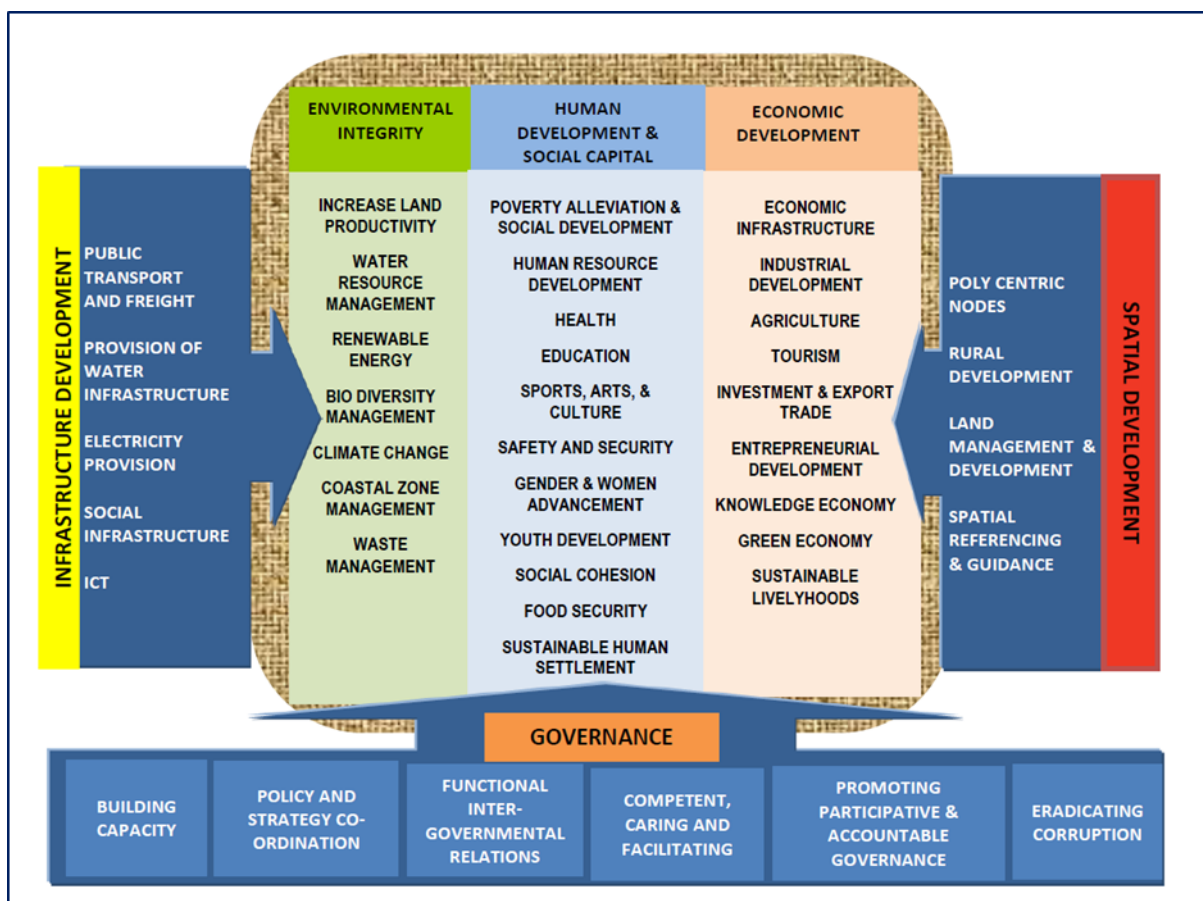 ENVIRONMENTAL
INTEGRITY
HUMAN
DEVELOPMENT &
SOCIAL CAPITAL
ECONOMIC
DEVELOPMENT
INFRASTRUCTURE DEVELOPMENT
PUBLIC
TRANSPORT
AND FREIGHT
PROVISION OF
WATER
INFRASTRUCTURE
ELECTRICITY
PROVISION
SOCIAL
INFRASTRUCTURE
ICT
INCREASE LAND
PRODUCTIVITY
WATER
RESOURCE
MANAGEMENT
RENEWABLE
ENERGY
BIO DIVERSITY
MANAGEMENT
CLIMATE CHANGE
COASTAL ZONE
MANAGEMENT
WASTE
MANAGEMENT
POVERTY ALLEVIATION &
SOCIAL DEVELOPMENT
HUMAN RESOURCE
DEVELOPMENT
HEALTH
EDUCATION
SPORTS, ARTS, &
CULTURE
SAFETY AND SECURITY
GENDER & WOMEN
ADVANCEMENT
YOUTH DEVELOPMENT
SOCIAL COHESION
FOOD SECURITY
SUSTAINABLE HUMAN
SETTLEMENT
ECONOMIC
INFRASTRUCTURE
INDUSTRIAL
DEVELOPMENT
AGRICULTURE
TOURISM
INVESTMENT & EXPORT
TRADE
ENTREPRENEURIAL
DEVELOPMENT
KNOWLEDGE ECONOMY
GREEN ECONOMY
SUSTAINABLE
LIVELYHOODS
POLY CENTRIC
NODES
RURAL
DEVELOPMENT
LAND
MANAGEMENT &
DEVELOPMENT
SPATIAL
REFERENCING
& GUIDANCE
SPATIAL DEVELOPMENT
GOVERNANCE
BUILDING
CAPACITY
POLICY AND
STRATEGY CO-
ORDINATION
FUNCTIONAL
INTER-
GOVERNMENTAL
RELATIONS
COMPETENT,
CARING AND
FACILITATING
PROMOTING
PARTICIPATIVE &
ACCOUNTABLE
GOVERNANCE
ERADICATING
CORRUPTION